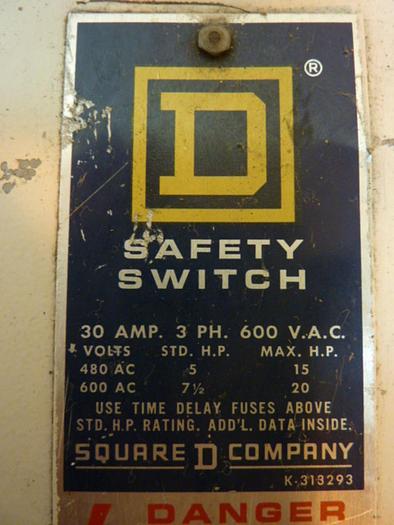 ®
D
SAFETY
SWITCH
30 AMP. 3 PH. 600 V.A.C.
VOLTS STD. H.P. MAX. H.P.
480 AC 5 15
600 AC 7½ 20
USE TIME DELAY FUSES ABOVE
STD. H.P. RATING. ADD'L. DATA INSIDE.
SQUARE D COMPANY
K-313293
DANGER